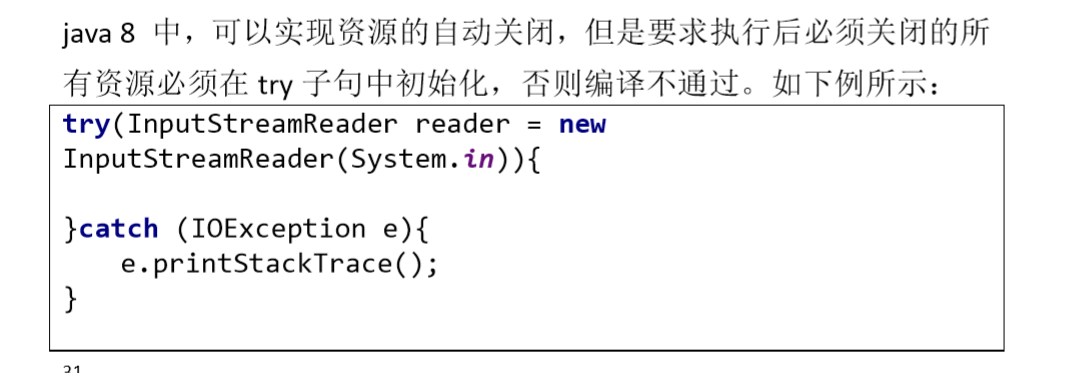 java 8 中，可以实现资源的自动关闭，但是要求执行后必须关闭的所
有资源必须在 try 子句中初始化，否则编译不通过。如下例所示：
try(InputStreamReader reader = new
InputStreamReader(System.in)){
}catch (IOException e){
    e.printStackTrace();
}